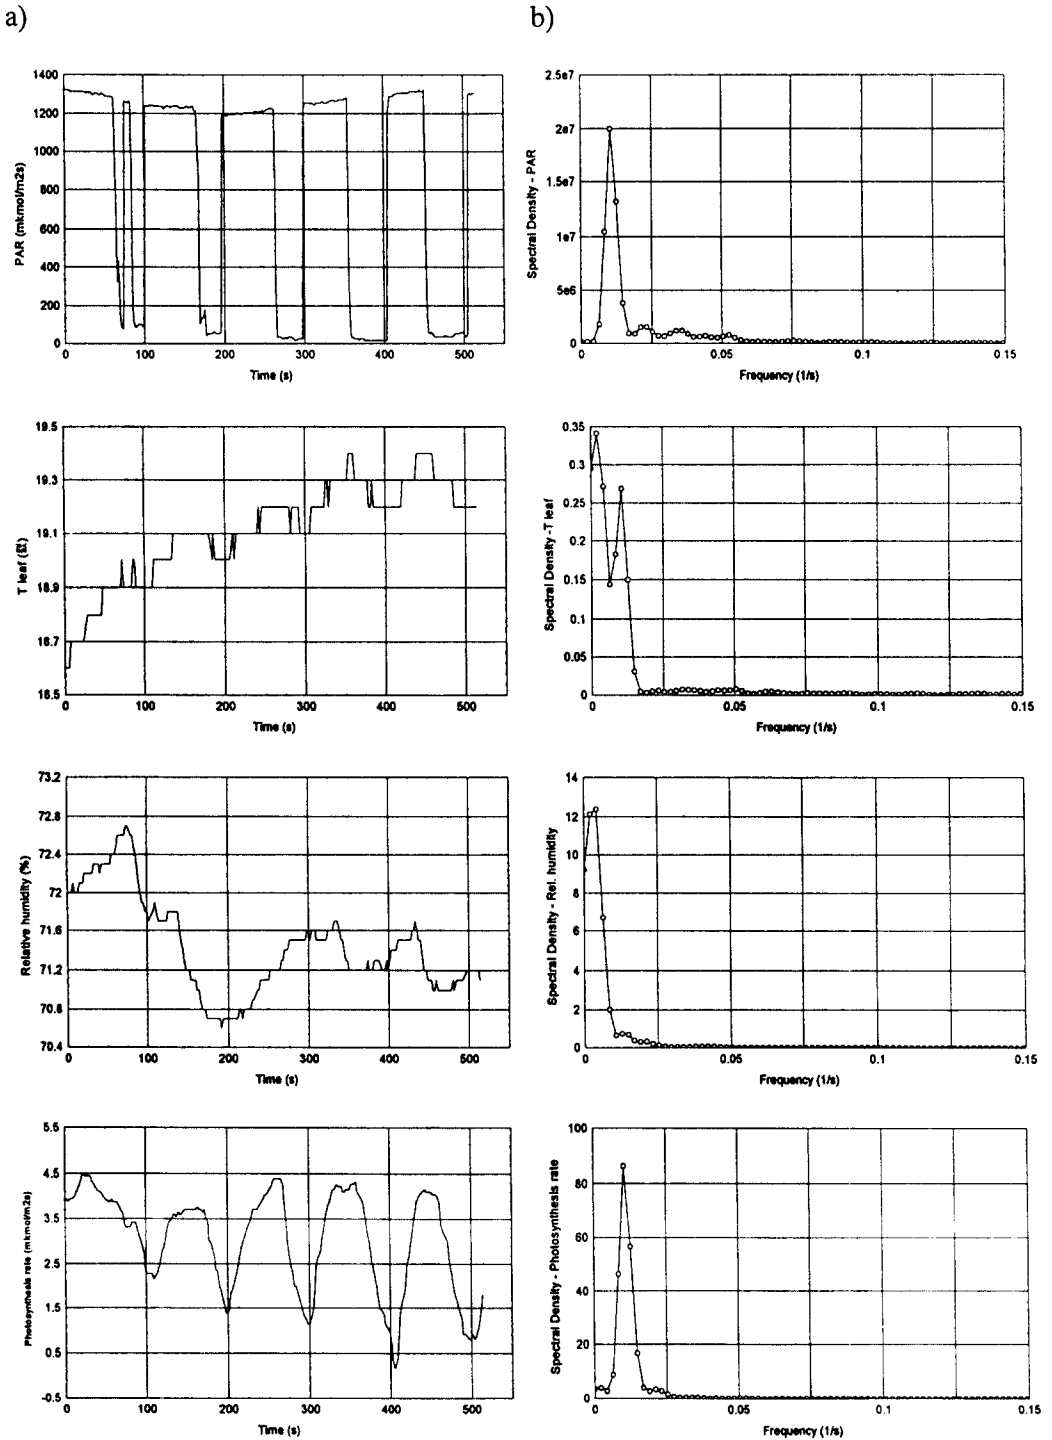 a)
b)
1400
1200
1000
800
600
400
200
0
PAR (mkmol/m2s)
0 100 200 300 400 500
Time (s)
2.5e7
2e7
1.5e7
1e7
5e6
0
Spectral Density - PAR
0 0.05 0.1 0.15
Frequency (1/s)
19.5
19.3
19.1
18.9
18.7
18.5
T leaf
0 100 200 300 400 500
Time (s)
0.35
0.3
0.25
0.2
0.15
0.1
0.05
0
Spectral Density -T leaf
0 0.05 0.1 0.15
Frequency (1/s)
73.2
72.8
72.4
72
71.6
71.2
70.8
70.4
Relative humidity (%)
0 100 200 300 400 500
Time (s)
14
12
10
8
6
4
2
0
Spectral Density - Rel. humidity
0 0.05 0.1 0.15
Frequency (1/s)
5.5
4.5
3.5
2.5
1.5
0.5
-0.5
Photosynthesis rate (mkmol/m2s)
0 100 200 300 400 500
Time (s)
100
80
60
40
20
0
Spectral Density - Photosynthesis rate
0 0.05 0.1 0.15
Frequency (1/s)